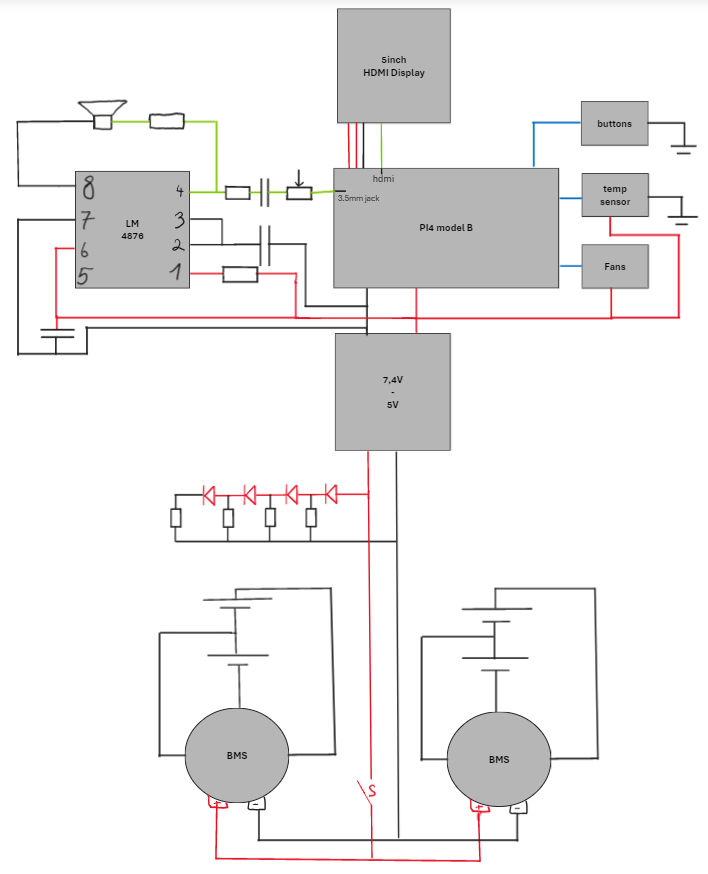 5inch
HDMI Display
buttons
hdmi
3.5mm jack
temp
sensor
PI4 model B
Fans
8
7
6
5
LM
4876
4
3
2
1
7,4V
-
5V
BMS
BMS
S
+
-
+
-